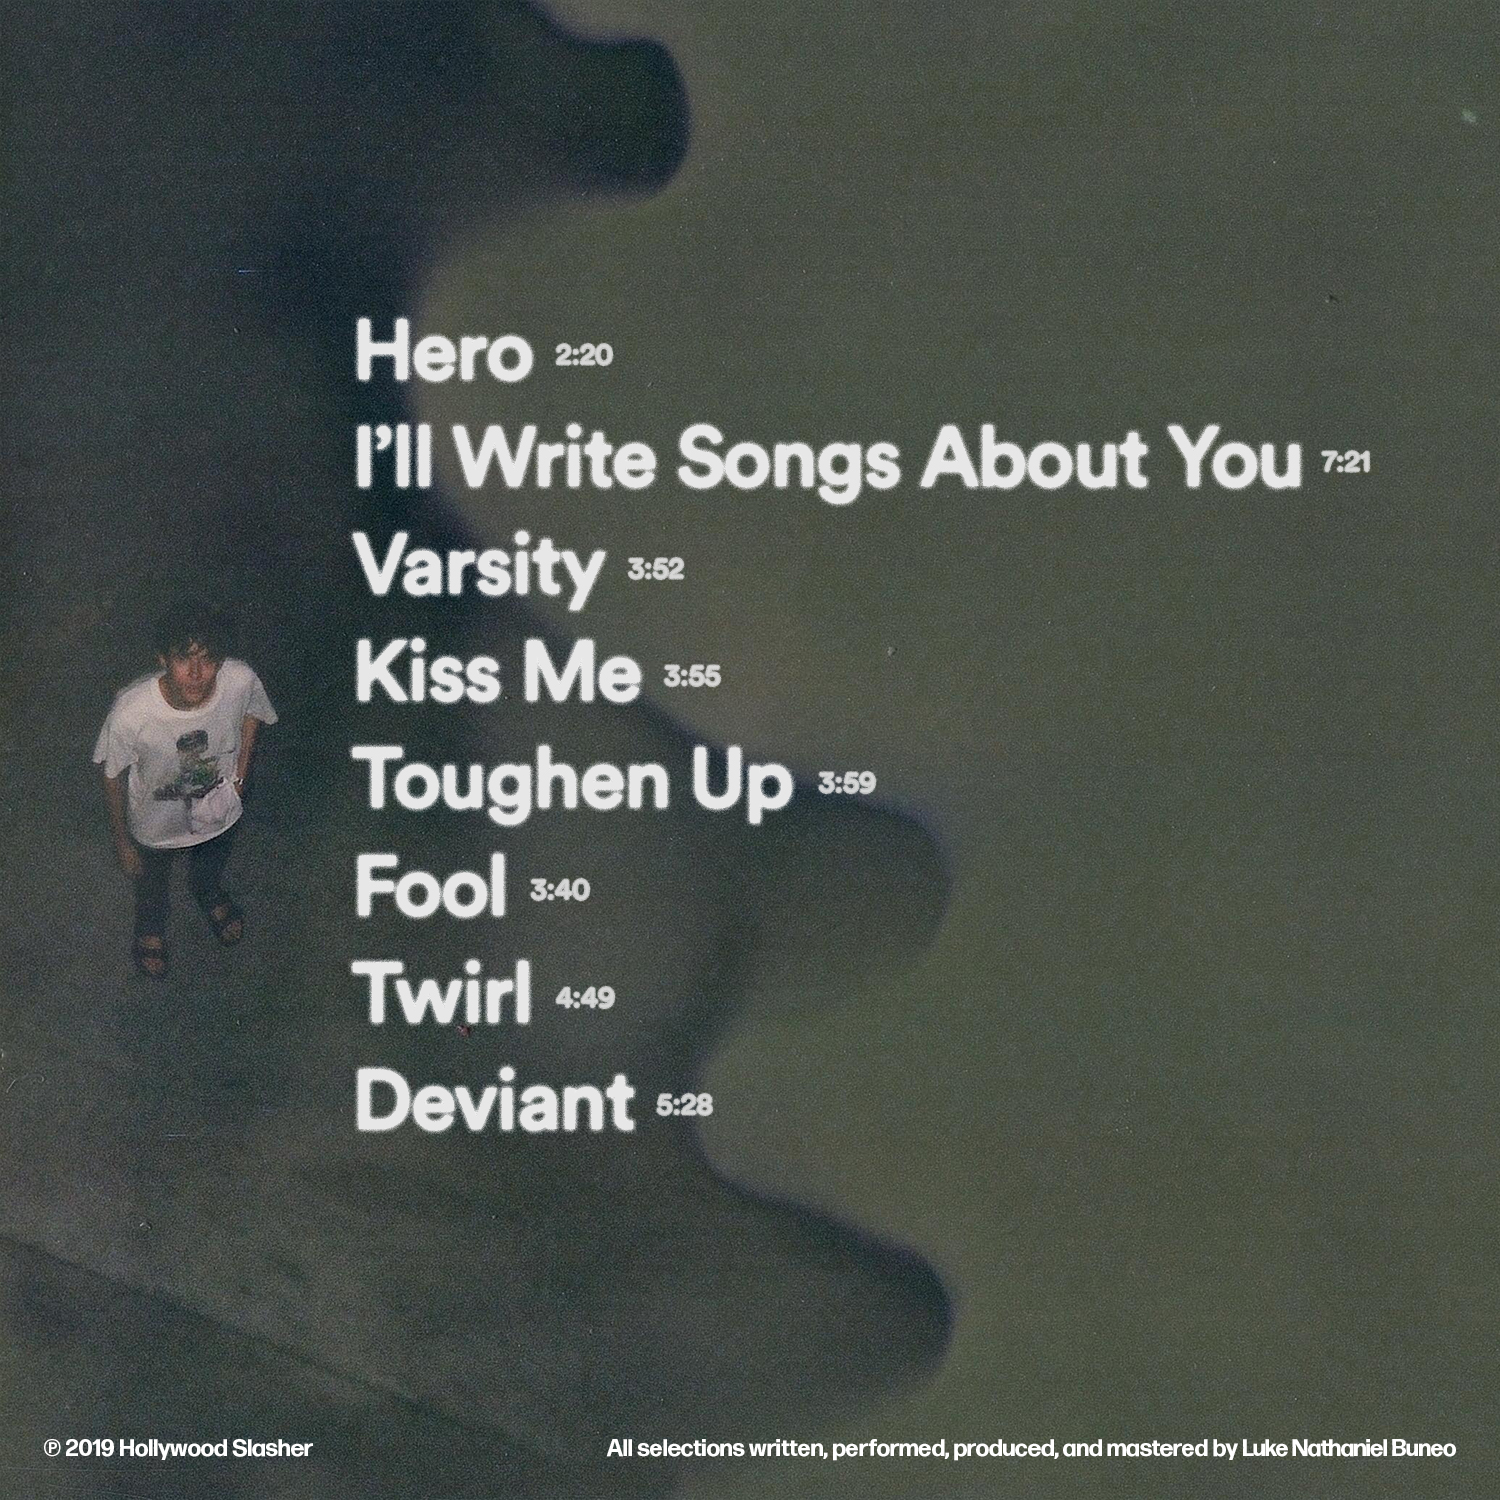 Hero 2:20
I’ll Write Songs About You 7:21
Varsity 3:52
Kiss Me 3:55
Toughen Up 3:59
Fool 3:40
Twirl 4:49
Deviant 5:28
℗ 2019 Hollywood Slasher
All selections written, performed, produced, and mastered by Luke Nathaniel Buneo